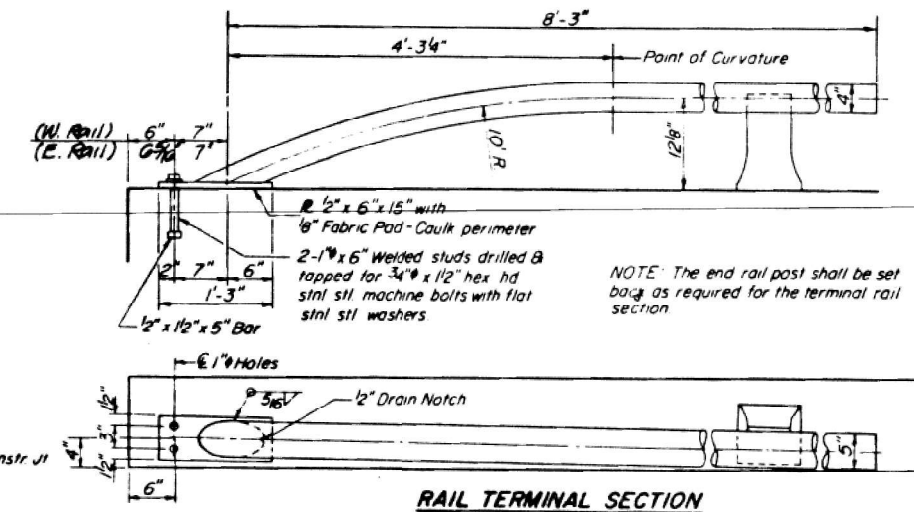 8'-3"
4'-3¼"
Point of Curvature
4"
(W. Rail) 6" 7"
(E. Rail) 6 5/16" 7"
10' R
12⅛"
℄ ½" x 6" x 15" with
⅛" Fabric Pad - Caulk perimeter
2-1"ϕ x 6" Welded studs drilled &
tapped for ¾"ϕ x 1½" hex hd
stnl stl. machine bolts with flat
stnl stl washers.
2" 7" 6"
1'-3"
½" x 1½" x 5" Bar
NOTE: The end rail post shall be set
back as required for the terminal rail
section
℄ 1"ϕ Holes
5/16
½" Drain Notch
1½"
3"
4"
1½"
5"
nstr. Jt
6"
RAIL TERMINAL SECTION